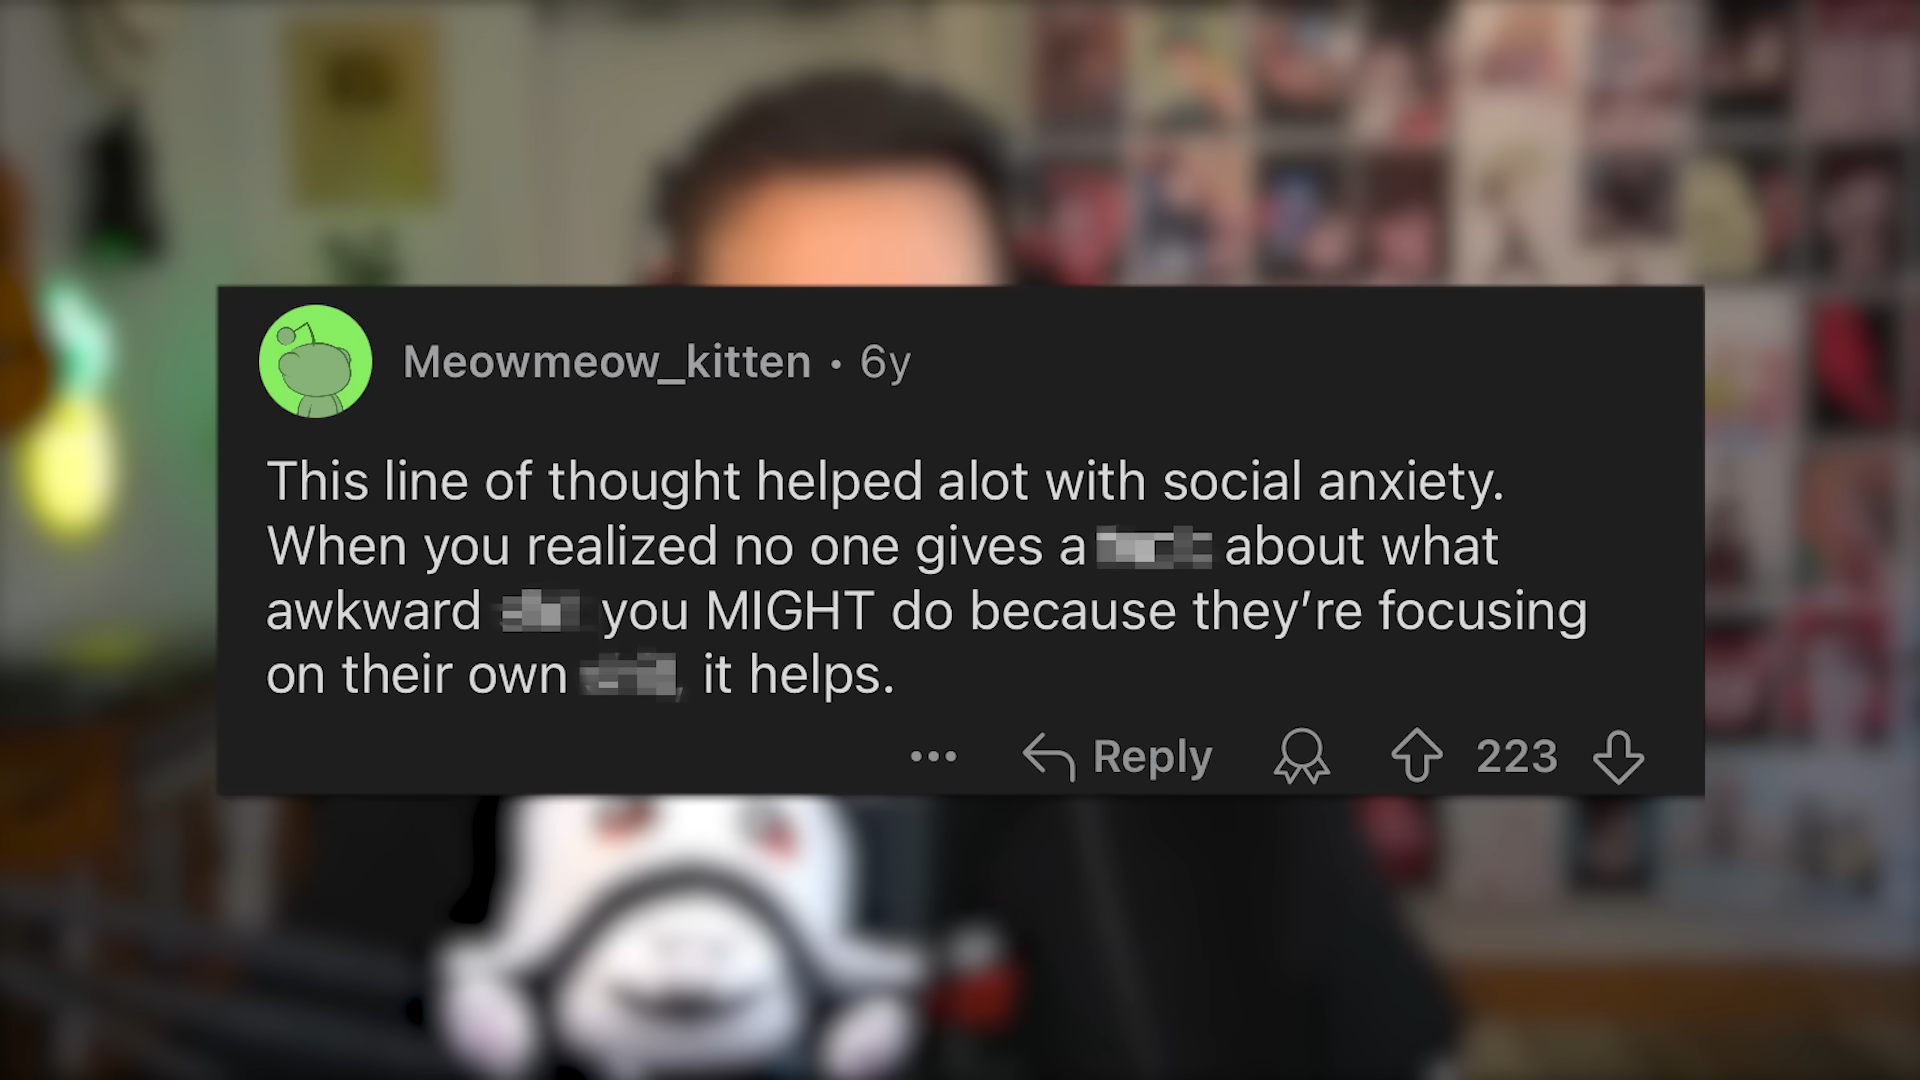 Meowmeow_kitten • 6y
This line of thought helped alot with social anxiety.
When you realized no one gives a about what
awkward you MIGHT do because they're focusing
on their own it helps.
... Reply 223